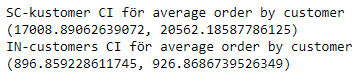 SC-kustomer CI för average order by customer
(17008.89062639072, 20562.18587786125)
IN-customers CI för average order by customer
(896.859228611745, 926.8686739526349)